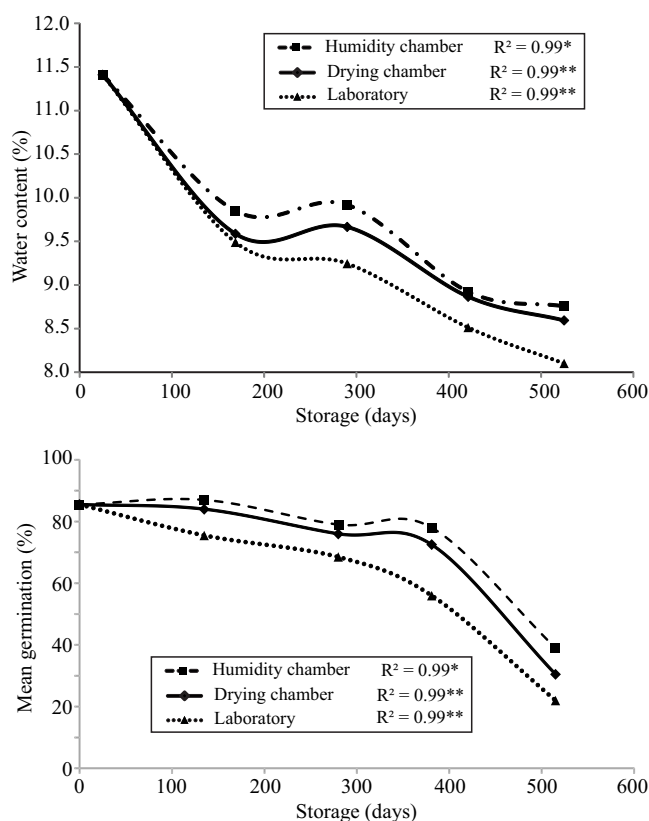 12.0
11.5
11.0
10.5
10.0
9.5
9.0
8.5
8.0
Water content (%)
Humidity chamber R² = 0.99*
Drying chamber R² = 0.99**
Laboratory R² = 0.99**
0 100 200 300 400 500 600
Storage (days)
100
80
60
40
20
0
Mean germination (%)
Humidity chamber R² = 0.99*
Drying chamber R² = 0.99**
Laboratory R² = 0.99**
0 100 200 300 400 500 600
Storage (days)